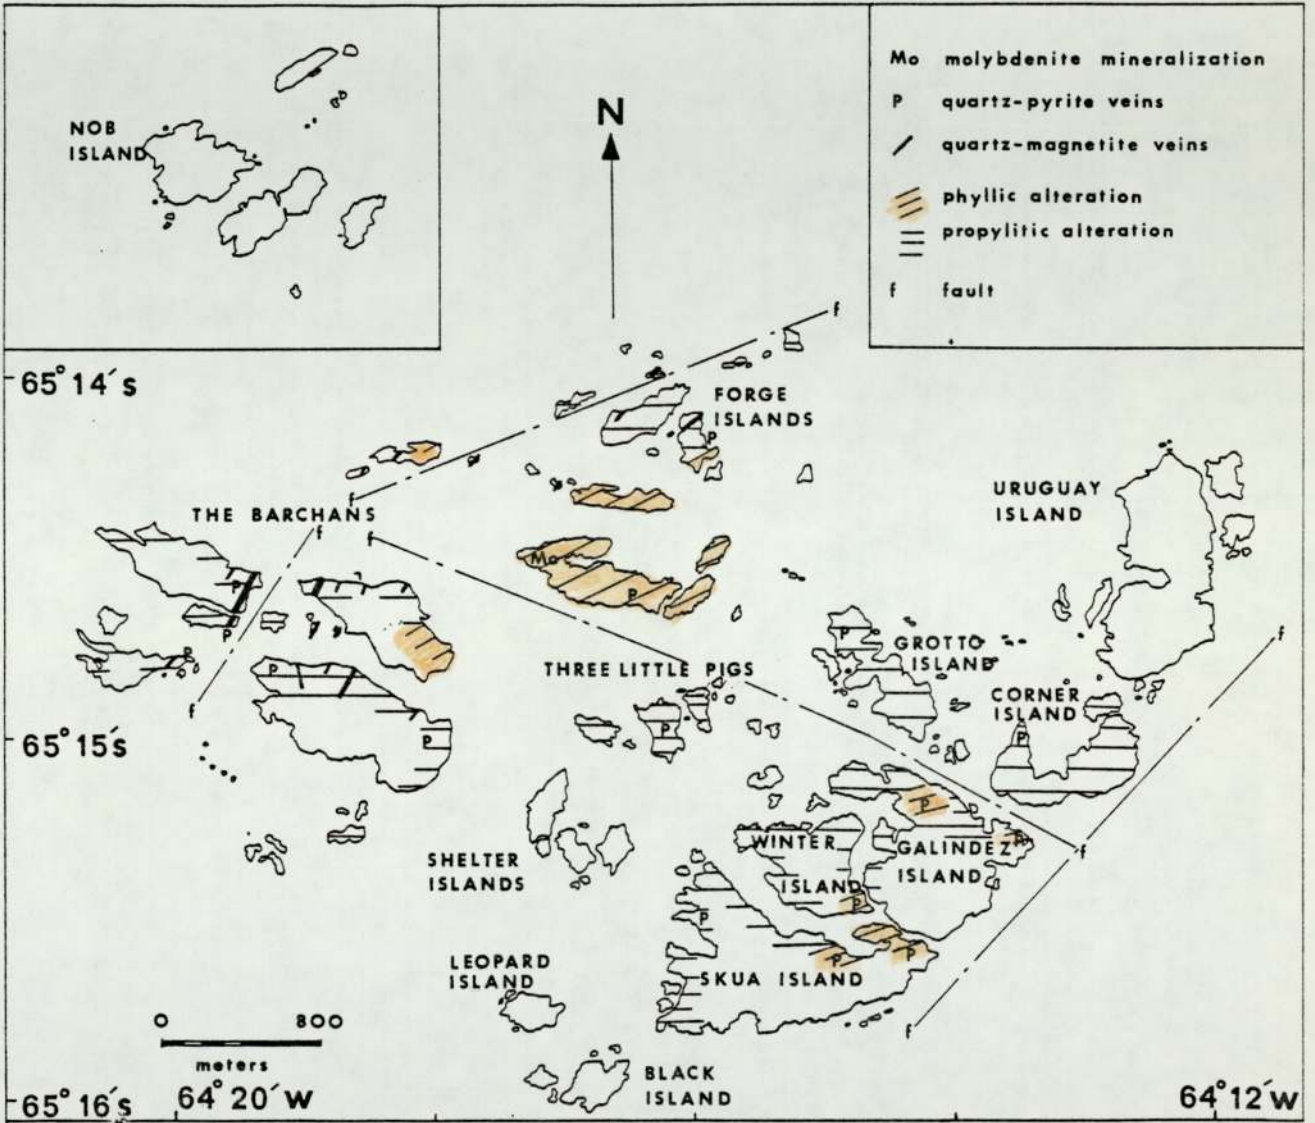 NOB
ISLAND
N
Mo molybdenite mineralization
P quartz-pyrite veins
quartz-magnetite veins
phyllic alteration
propylitic alteration
f fault
65°14´S
f
FORGE
ISLANDS
P
f
THE BARCHANS
f
f
URUGUAY
ISLAND
Mo
P
P
P
P
GROTTO
ISLAND
P
P
P
THREE LITTLE PIGS
CORNER
ISLAND
f
f
65°15´S
P
P
P
P
WINTER
ISLAND
GALINDEZ
ISLAND
P
f
SHELTER
ISLANDS
P
P
P
P
LEOPARD
ISLAND
SKUA ISLAND
f
0 800
meters
BLACK
ISLAND
65°16´S
64°20´W
64°12´W